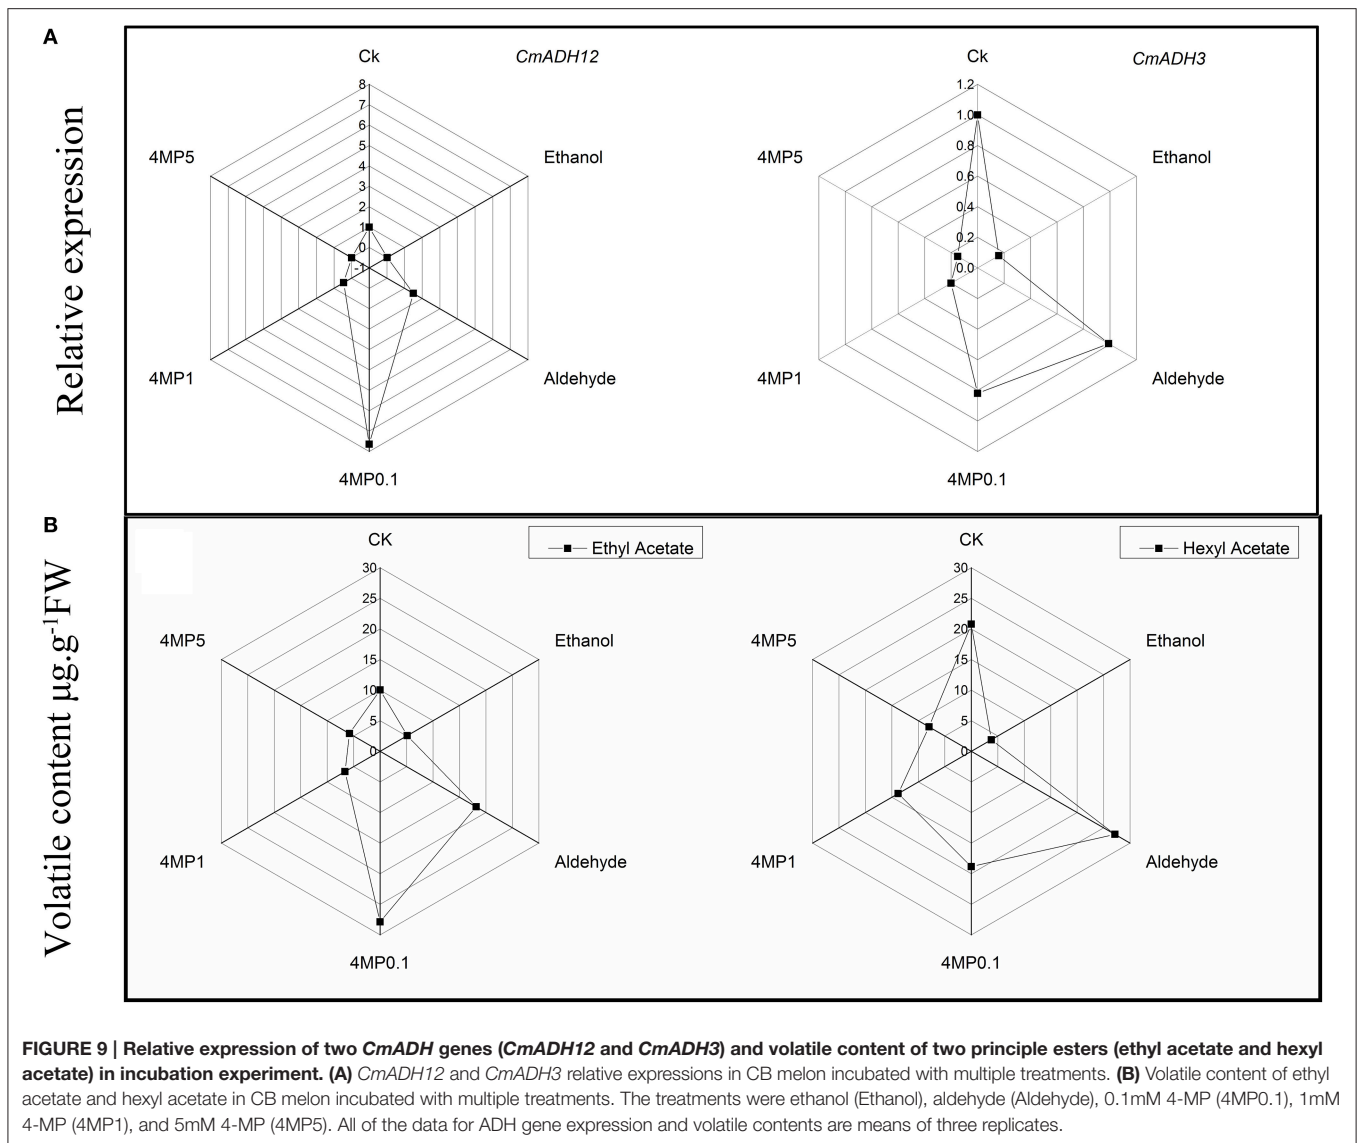 A
Relative expression
Ck
CmADH12
8
7
6
5
4
3
2
1
0
-1
4MP5
Ethanol
4MP1
Aldehyde
4MP0.1
Ck
CmADH3
1.2
1.0
0.8
0.6
0.4
0.2
0.0
4MP5
Ethanol
4MP1
Aldehyde
4MP0.1
B
Volatile content µg.g-1FW
CK
Ethyl Acetate
30
25
20
15
10
5
0
4MP5
Ethanol
4MP1
Aldehyde
4MP0.1
CK
Hexyl Acetate
30
25
20
15
10
5
0
4MP5
Ethanol
4MP1
Aldehyde
4MP0.1
FIGURE 9 | Relative expression of two CmADH genes (CmADH12 and CmADH3) and volatile content of two principle esters (ethyl acetate and hexyl
acetate) in incubation experiment. (A) CmADH12 and CmADH3 relative expressions in CB melon incubated with multiple treatments. (B) Volatile content of ethyl
acetate and hexyl acetate in CB melon incubated with multiple treatments. The treatments were ethanol (Ethanol), aldehyde (Aldehyde), 0.1mM 4-MP (4MP0.1), 1mM
4-MP (4MP1), and 5mM 4-MP (4MP5). All of the data for ADH gene expression and volatile contents are means of three replicates.